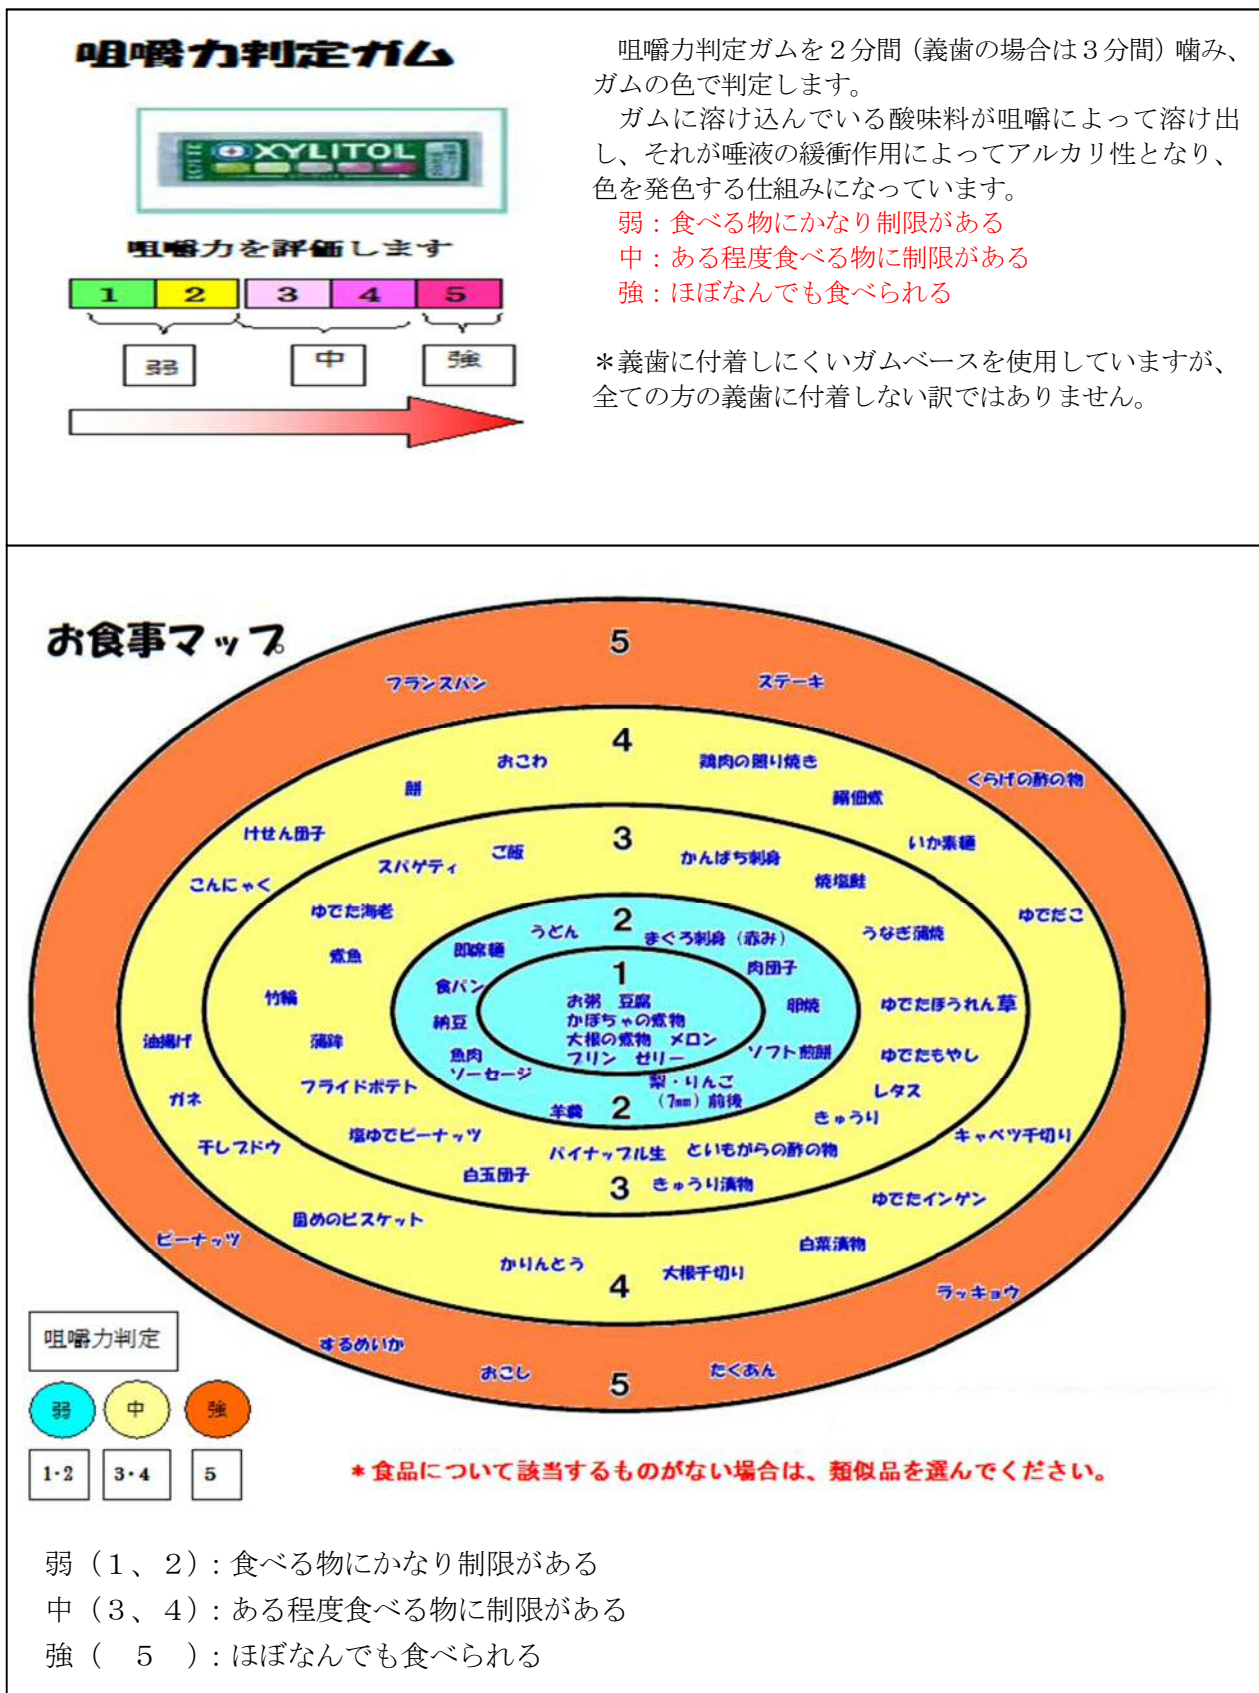 咀嚼力判定ガム
XYLITOL
咀嚼力を評価します
1 2 3 4 5
弱 中 強
咀嚼力判定ガムを２分間（義歯の場合は３分間）噛み、
ガムの色で判定します。
ガムに溶け込んでいる酸味料が咀嚼によって溶け出
し、それが唾液の緩衝作用によってアルカリ性となり、
色を発色する仕組みになっています。
弱：食べる物にかなり制限がある
中：ある程度食べる物に制限がある
強：ほぼなんでも食べられる
＊義歯に付着しにくいガムベースを使用していますが、
全ての方の義歯に付着しない訳ではありません。
お食事マップ
5
フランスパン
ステーキ
4
おこわ
鶏肉の照り焼き
くらげの酢の物
餅
鰯佃煮
けせん団子
3
いか素麺
スパゲティ
ご飯
かんぱち刺身
こんにゃく
焼塩鮭
ゆでた海老
2
ゆでだこ
うどん
まぐろ刺身（赤み）
うなぎ蒲焼
煮魚
即席麺
1
肉団子
食パン
竹輪
お粥 豆腐
卵焼
ゆでたほうれん草
納豆
かぼちゃの煮物
油揚げ
蒲鉾
大根の煮物 メロン
魚肉
ソーセージ
プリン ゼリー
ソフト煎餅
ゆでたもやし
フライドポテト
梨・りんご
（7㎜）前後
レタス
ガネ
羊羹
2
きゅうり
干しブドウ
塩ゆでピーナッツ
パイナップル生
といもがらの酢の物
キャベツ千切り
白玉団子
3
きゅうり漬物
ゆでたインゲン
固めのビスケット
ピーナッツ
白菜漬物
かりんとう
4
大根千切り
ラッキョウ
するめいか
おこし
5
たくあん
咀嚼力判定
弱 中 強
1・2 3・4 5
＊食品について該当するものがない場合は、類似品を選んでください。
弱（１、２）：食べる物にかなり制限がある
中（３、４）：ある程度食べる物に制限がある
強（　５　）：ほぼなんでも食べられる